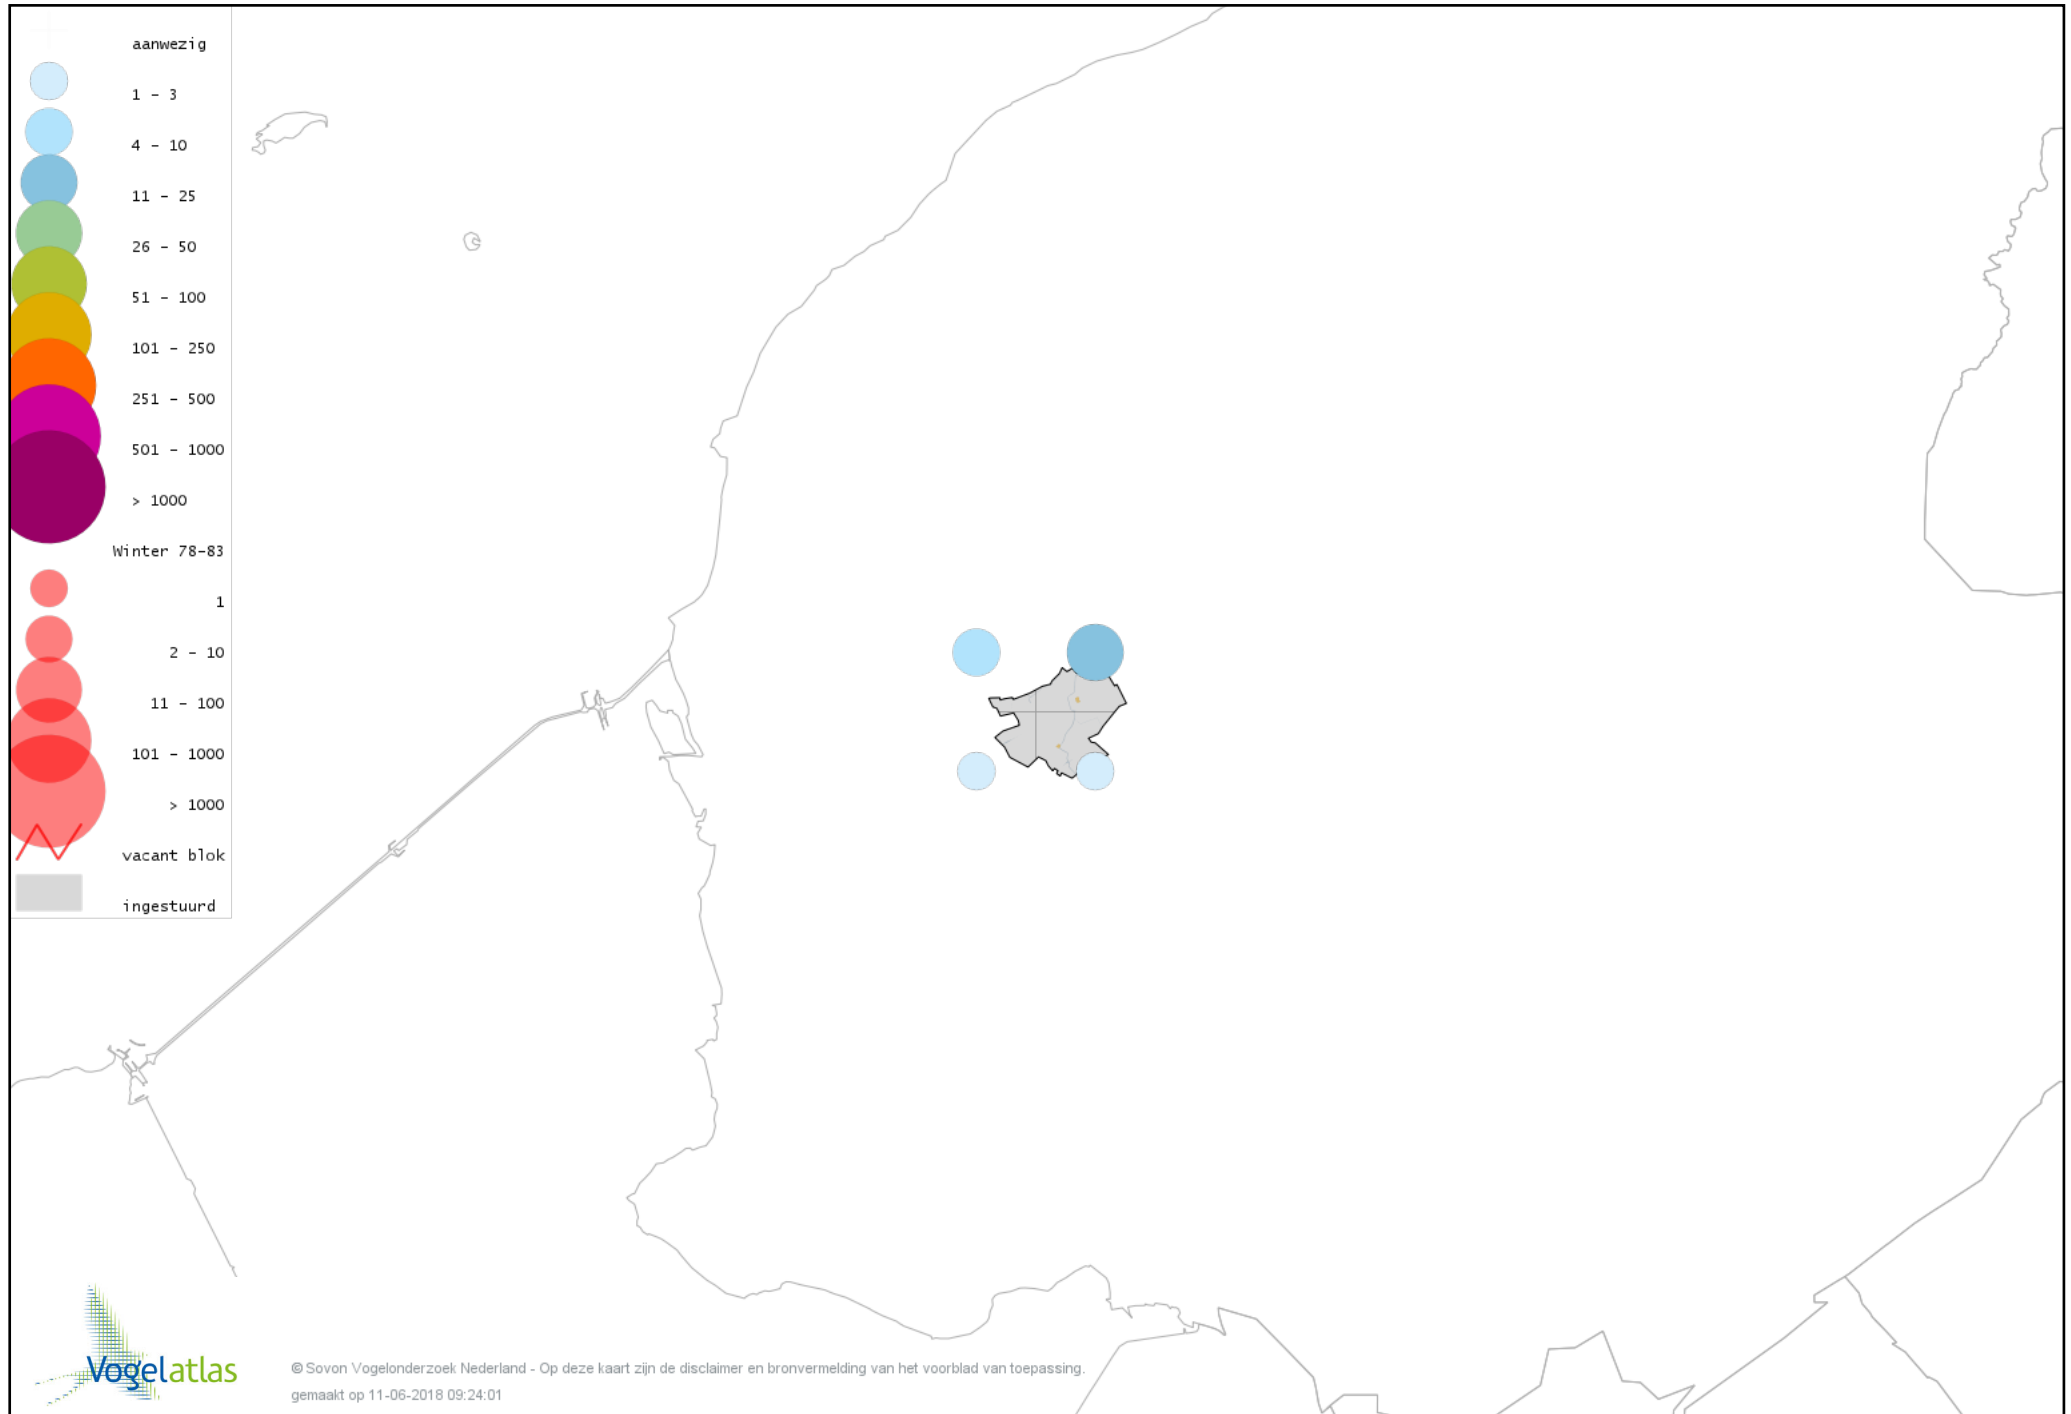 aanwezig
1 - 3
4 - 10
11 - 25
26 - 50
51 - 100
101 - 250
251 - 500
501 - 1000
> 1000
Winter 78-83
1
2 - 10
11 - 100
101 - 1000
> 1000
vacant blok
ingestuurd
Vogelatlas
© Sovon Vogelonderzoek Nederland - Op deze kaart zijn de disclaimer en bronvermelding van het voorblad van toepassing.
gemaakt op 11-06-2018 09:24:01